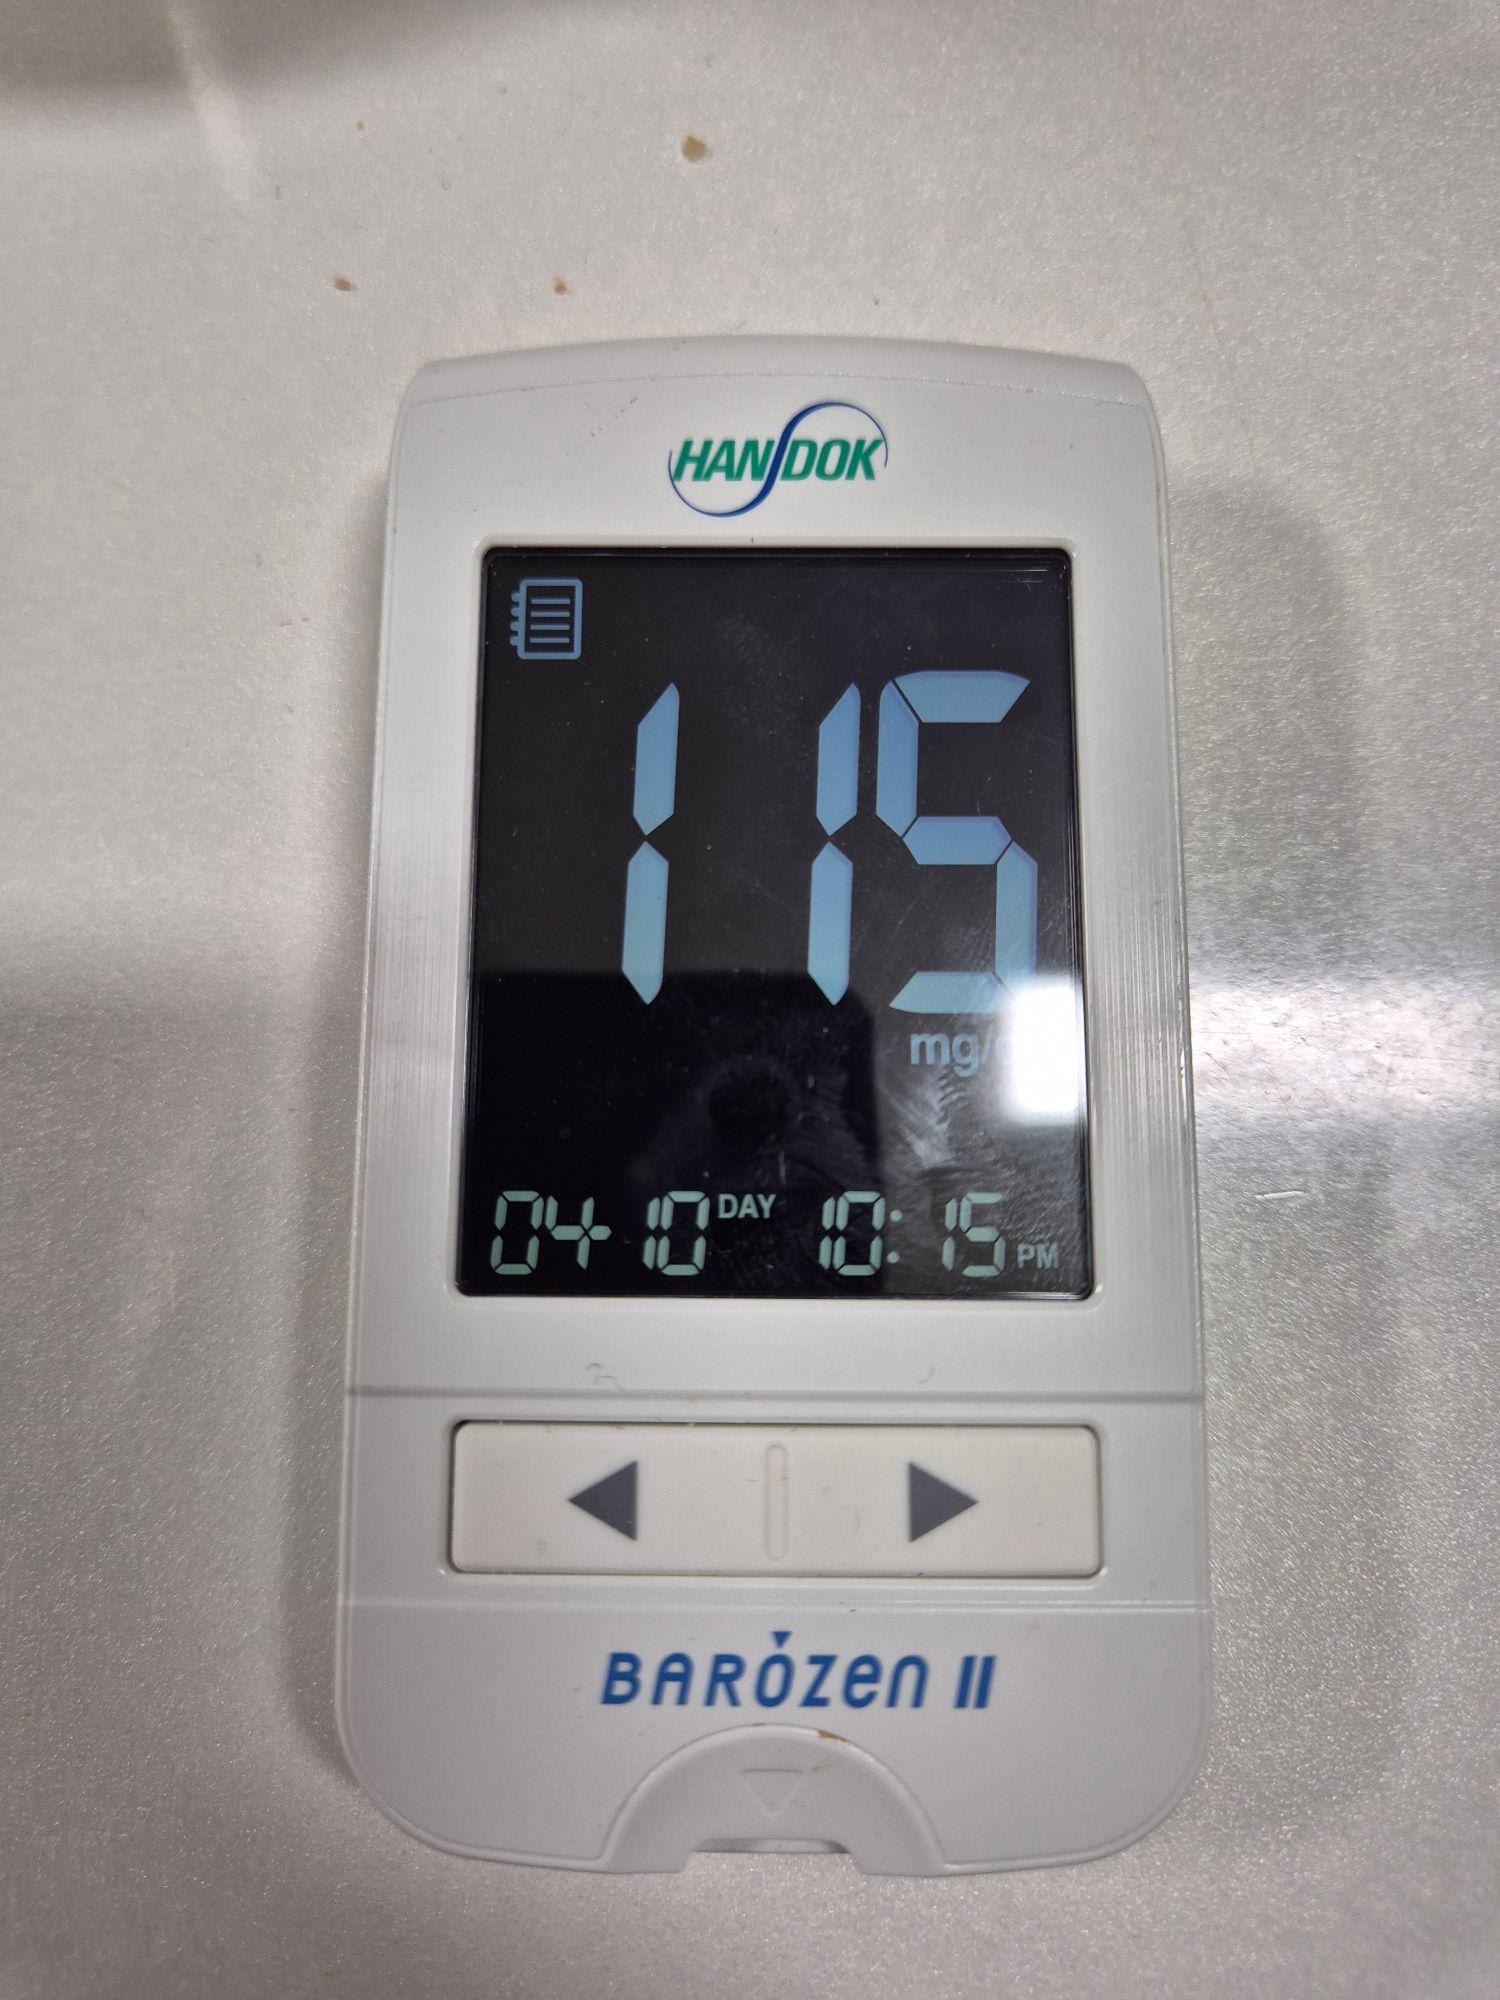 HANDOK
115
mg/
04 10 DAY 10:15 PM
BARÓZEN II